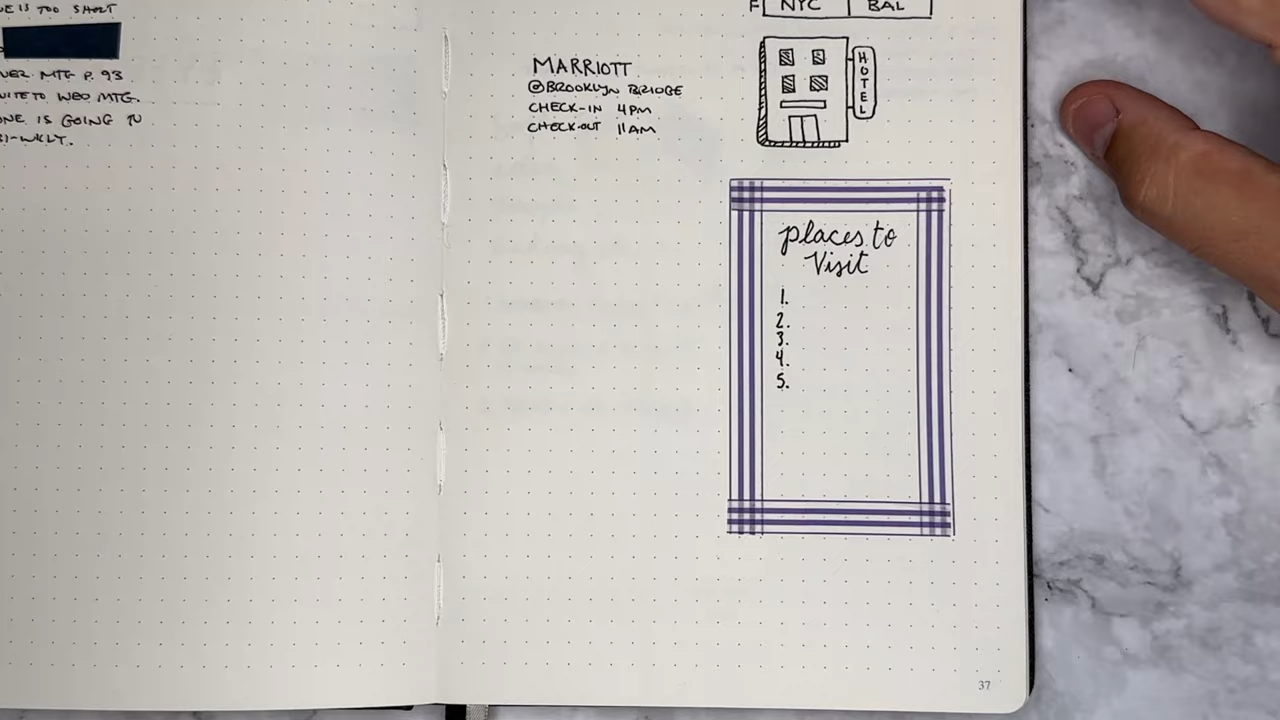 IS TOO SHORT
MTG P. 93
TO WED MTG.
IS GOING TO
F NYC BAL
MARRIOTT
@BROOKLYN BRIDGE
CHECK-IN 4PM
CHECK-OUT 11AM
HOTEL
places to
Visit
1.
2.
3.
4.
5.
37